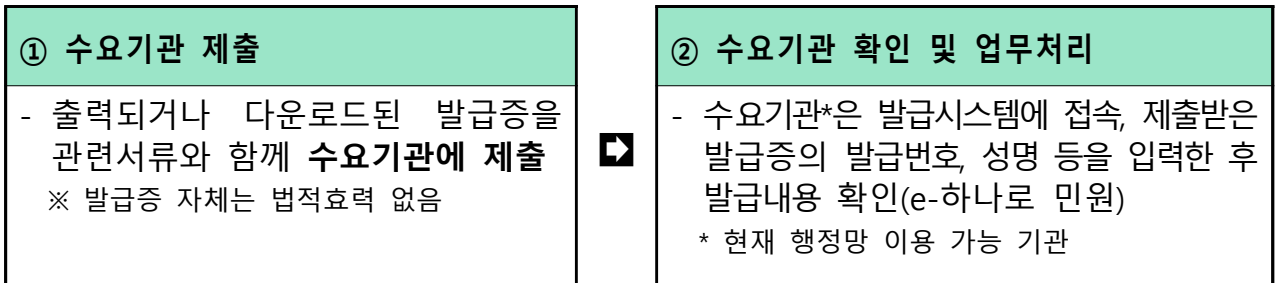 ① 수요기관 제출
- 출력되거나 다운로드된 발급증을
관련서류와 함께 수요기관에 제출
※ 발급증 자체는 법적효력 없음
② 수요기관 확인 및 업무처리
- 수요기관*은 발급시스템에 접속, 제출받은
발급증의 발급번호, 성명 등을 입력한 후
발급내용 확인(e-하나로 민원)
* 현재 행정망 이용 가능 기관